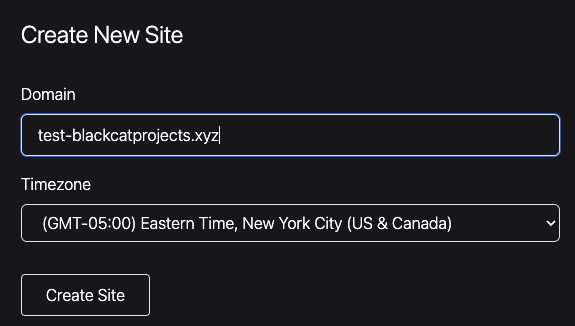 Create New Site
Domain
test-blackcatprojects.xyz
Timezone
(GMT-05:00) Eastern Time, New York City (US & Canada)
Create Site